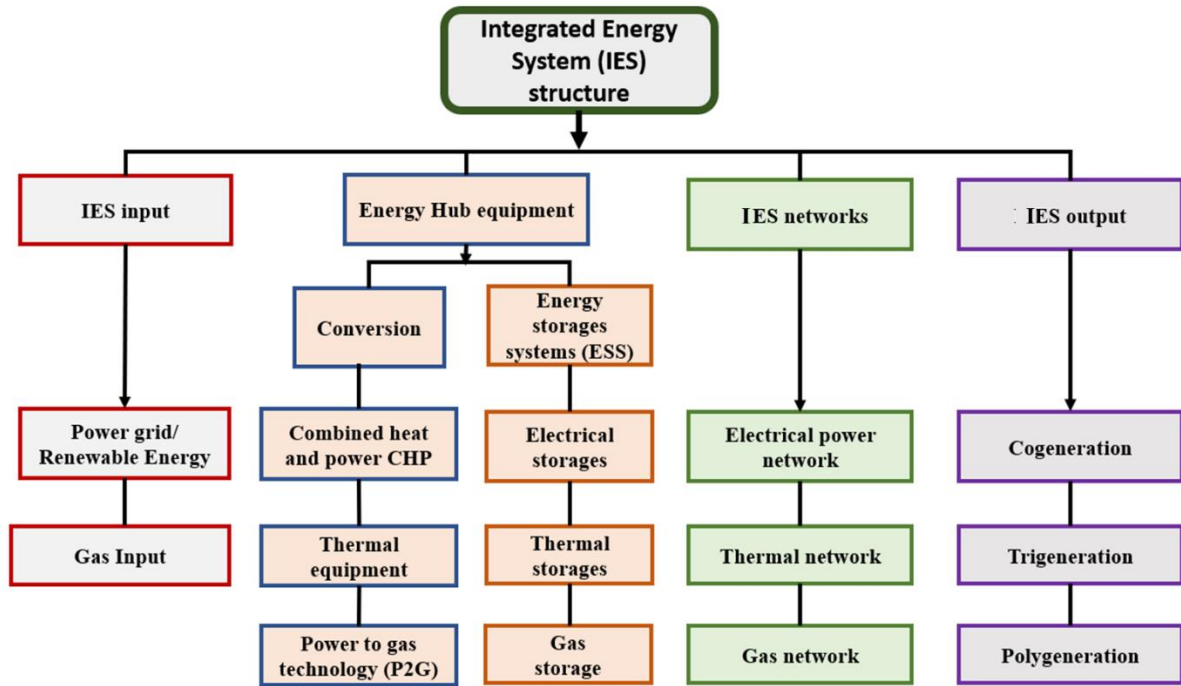 Integrated Energy
System (IES)
structure
IES input
Energy Hub equipment
IES networks
IES output
Conversion
Energy
storages
systems (ESS)
Power grid/
Renewable Energy
Combined heat
and power CHP
Electrical
storages
Electrical power
network
Cogeneration
Gas Input
Thermal
equipment
Thermal
storages
Thermal network
Trigeneration
Power to gas
technology (P2G)
Gas
storage
Gas network
Polygeneration